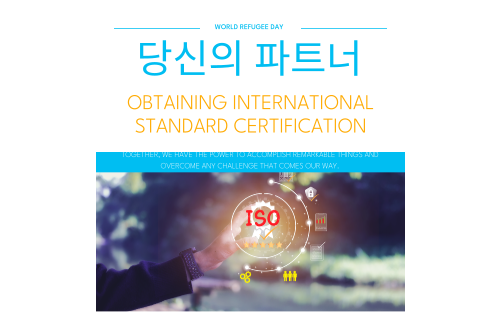 WORLD REFUGEE DAY
당신의 파트너
OBTAINING INTERNATIONAL
STANDARD CERTIFICATION
TOGETHER, WE HAVE THE POWER TO ACCOMPLISH REMARKABLE THINGS AND
OVERCOME ANY CHALLENGE THAT COMES OUR WAY.
ISO